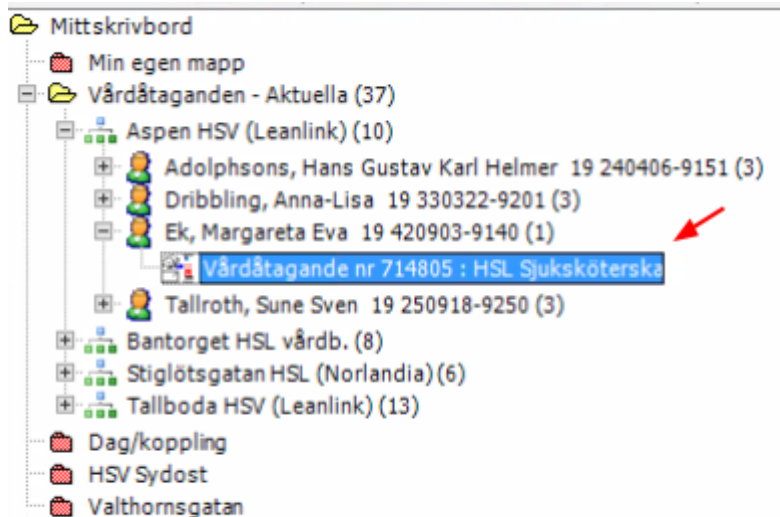 Mittskrivbord
Min egen mapp
Vårdåtaganden - Aktuella (37)
Aspen HSV (Leanlink) (10)
Adolphsons, Hans Gustav Karl Helmer 19 240406-9151 (3)
Dribbling, Anna-Lisa 19 330322-9201 (3)
Ek, Margareta Eva 19 420903-9140 (1)
Vårdåtagande nr 714805 : HSL Sjuksköterska
Tallroth, Sune Sven 19 250918-9250 (3)
Bantorget HSL vårdb. (8)
Stiglötsgatan HSL (Norlandia) (6)
Tallboda HSV (Leanlink) (13)
Dag/koppling
HSV Sydost
Valthornsgatan